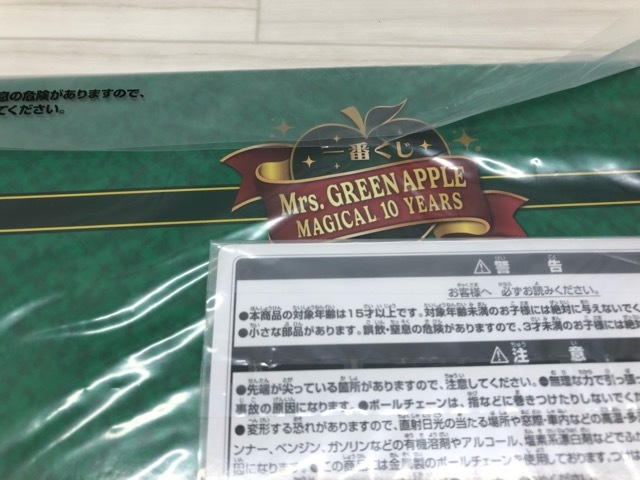 の危険がありますので、
てください。
一番くじ
Mrs. GREEN APPLE
MAGICAL 10 YEARS
⚠警告
お客様へ 必ずお読みください。
●本商品の対象年齢は15才以上です。対象年齢未満のお子様には絶対に与えないでく
●小さな部品があります。誤飲・窒息の危険がありますので、3才未満のお子様には絶対
⚠注意
●先端が尖っている箇所がありますので、注意してください。●無理な力で引っ張っ
事故の原因になります。●ボールチェーンは、指などに巻きつけたりしないでくだ
●変形する恐れがありますので、直射日光の当たる場所や窓際・車内などの高温・多
ンナー、ベンジン、ガソリンなどの有機溶剤やアルコール、塩素系漂白剤などでふ
になります。●この商品には金属製のボールチェーンを使用しております。つけ